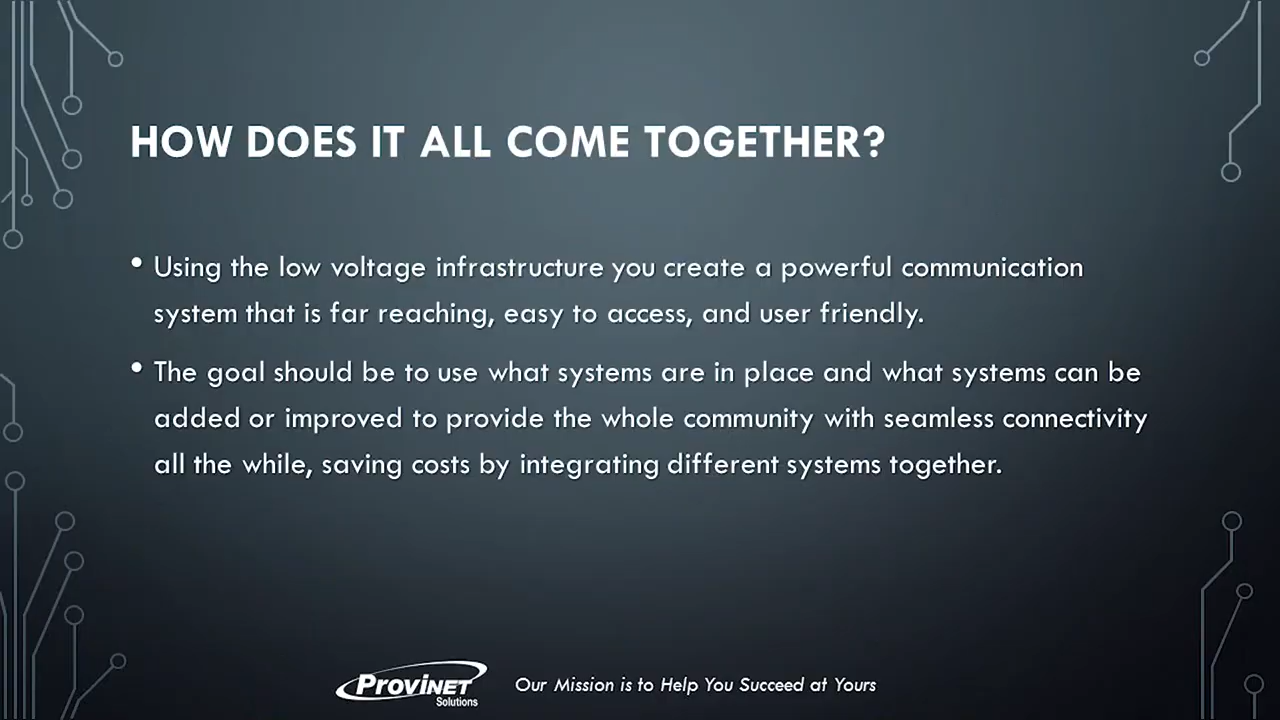 HOW DOES IT ALL COME TOGETHER?
• Using the low voltage infrastructure you create a powerful communication
system that is far reaching, easy to access, and user friendly.
• The goal should be to use what systems are in place and what systems can be
added or improved to provide the whole community with seamless connectivity
all the while, saving costs by integrating different systems together.
PROVINET
Solutions
Our Mission is to Help You Succeed at Yours